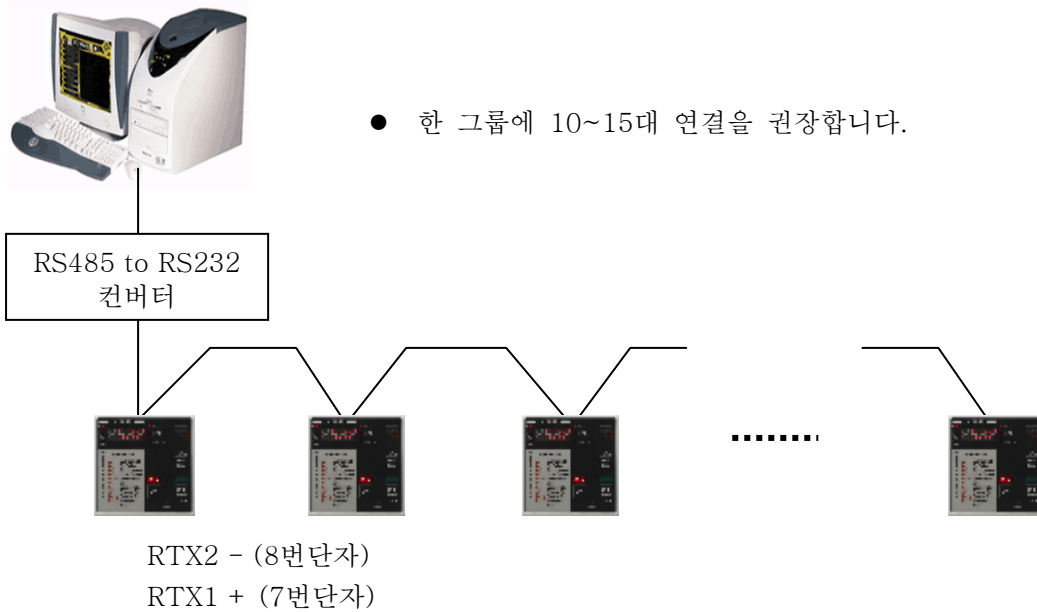 ● 한 그룹에 10~15대 연결을 권장합니다.
RS485 to RS232
컨버터
RTX2 - (8번단자)
RTX1 + (7번단자)